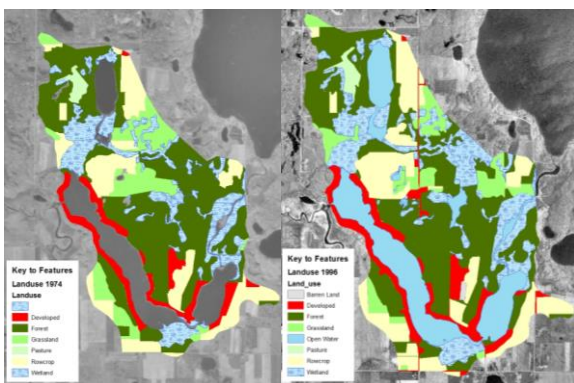 Key to Features
Landuse 1974
Landuse
Developed
Forest
Grassland
Pasture
Rowcrop
Wetland
Key to Features
Landuse 1996
Land_use
Barren Land
Developed
Forest
Grassland
Open Water
Pasture
Rowcrop
Wetland